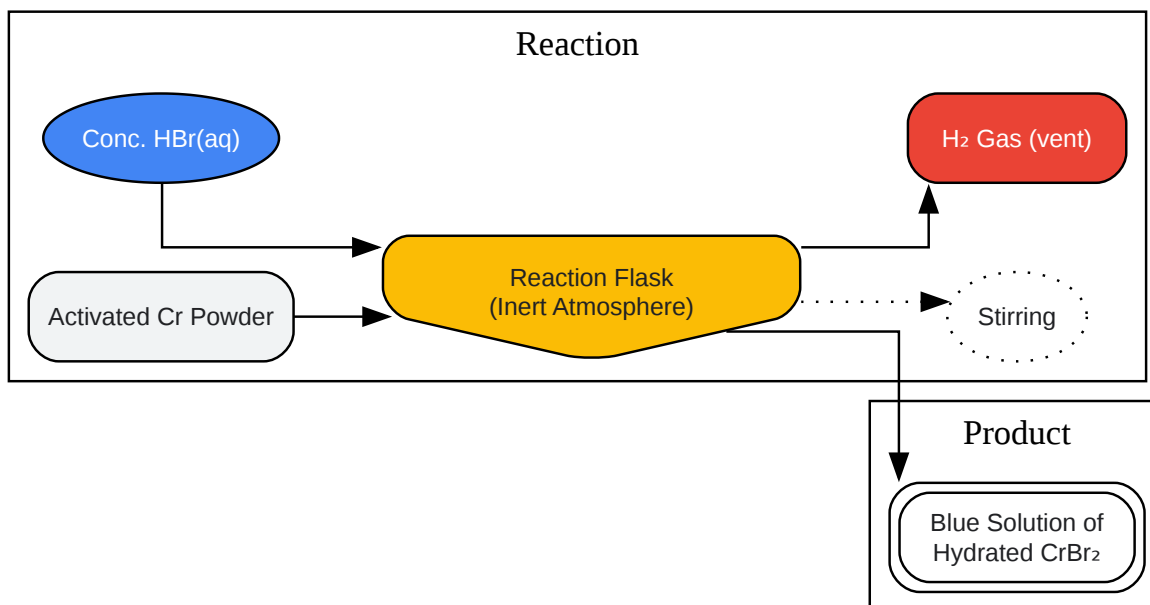 Reaction
Conc. HBr(aq)
H₂ Gas (vent)
Activated Cr Powder
Reaction Flask
(Inert Atmosphere)
Stirring
Product
Blue Solution of
Hydrated CrBr₂